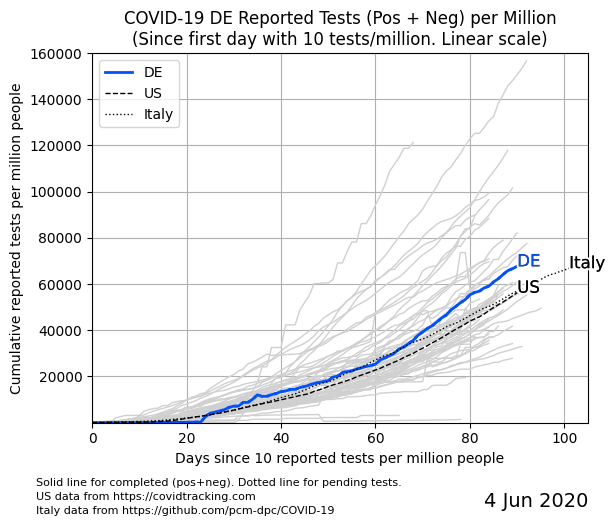 COVID-19 DE Reported Tests (Pos + Neg) per Million
(Since first day with 10 tests/million. Linear scale)
160000
140000
120000
100000
80000
60000
40000
20000
Cumulative reported tests per million people
DE
US
Italy
DE
Italy
US
0 20 40 60 80 100
Days since 10 reported tests per million people
Solid line for completed (pos+neg). Dotted line for pending tests.
US data from https://covidtracking.com
Italy data from https://github.com/pcm-dpc/COVID-19
4 Jun 2020